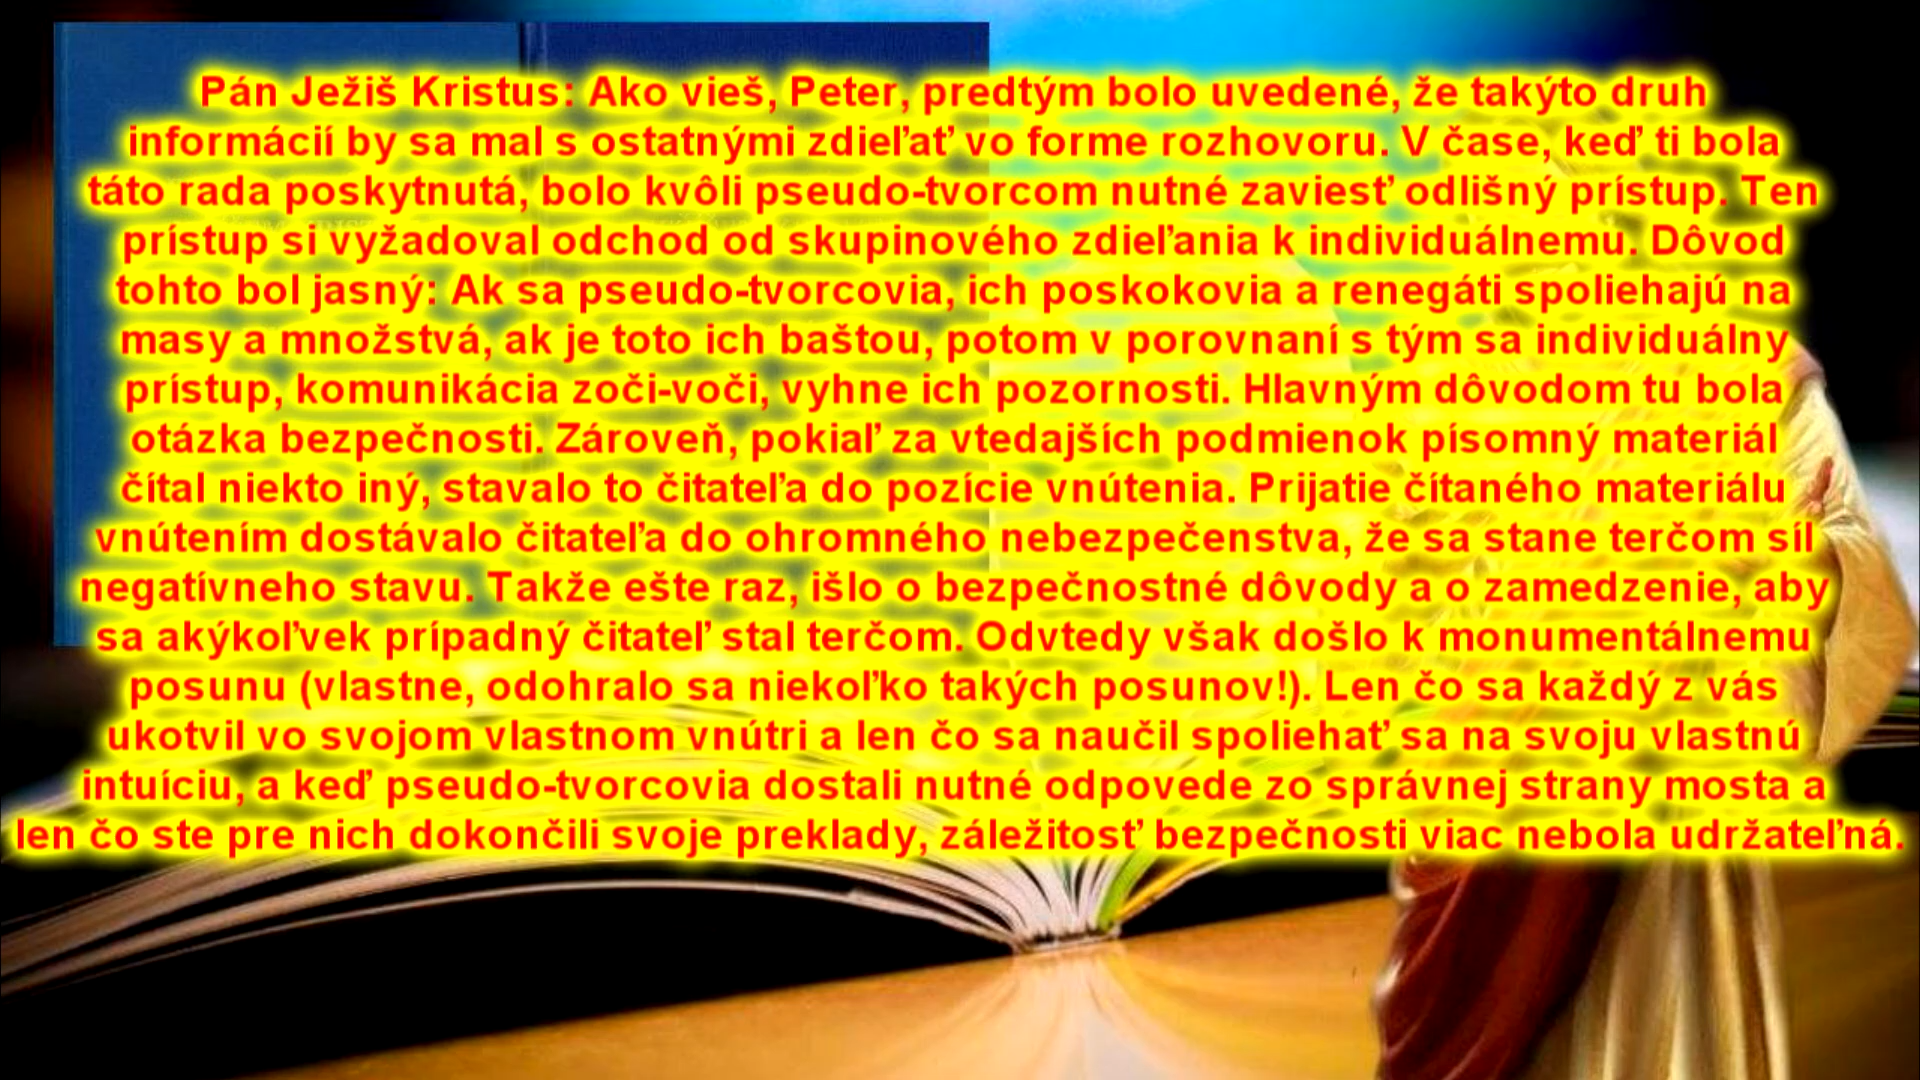 Pán Ježiš Kristus: Ako vieš, Peter, predtým bolo uvedené, že takýto druh
informácií by sa mal s ostatnými zdieľať vo forme rozhovoru. V čase, keď ti bola
táto rada poskytnutá, bolo kvôli pseudo-tvorcom nutné zaviesť odlišný prístup. Ten
prístup si vyžadoval odchod od skupinového zdieľania k individuálnemu. Dôvod
tohto bol jasný: Ak sa pseudo-tvorcovia, ich poskokovia a renegáti spoliehajú na
masy a množstvá, ak je toto ich baštou, potom v porovnaní s tým sa individuálny
prístup, komunikácia zoči-voči, vyhne ich pozornosti. Hlavným dôvodom tu bola
otázka bezpečnosti. Zároveň, pokiaľ za vtedajších podmienok písomný materiál
čítal niekto iný, stavalo to čitateľa do pozície vnútenia. Prijatie čítaného materiálu
vnútením dostávalo čitateľa do ohromného nebezpečenstva, že sa stane terčom síl
negatívneho stavu. Takže ešte raz, išlo o bezpečnostné dôvody a o zamedzenie, aby
sa akýkoľvek prípadný čitateľ stal terčom. Odvtedy však došlo k monumentálnemu
posunu (vlastne, odohralo sa niekoľko takých posunov!). Len čo sa každý z vás
ukotvil vo svojom vlastnom vnútri a len čo sa naučil spoliehať sa na svoju vlastnú
intuíciu, a keď pseudo-tvorcovia dostali nutné odpovede zo správnej strany mosta a
len čo ste pre nich dokončili svoje preklady, záležitosť bezpečnosti viac nebola udržateľná.